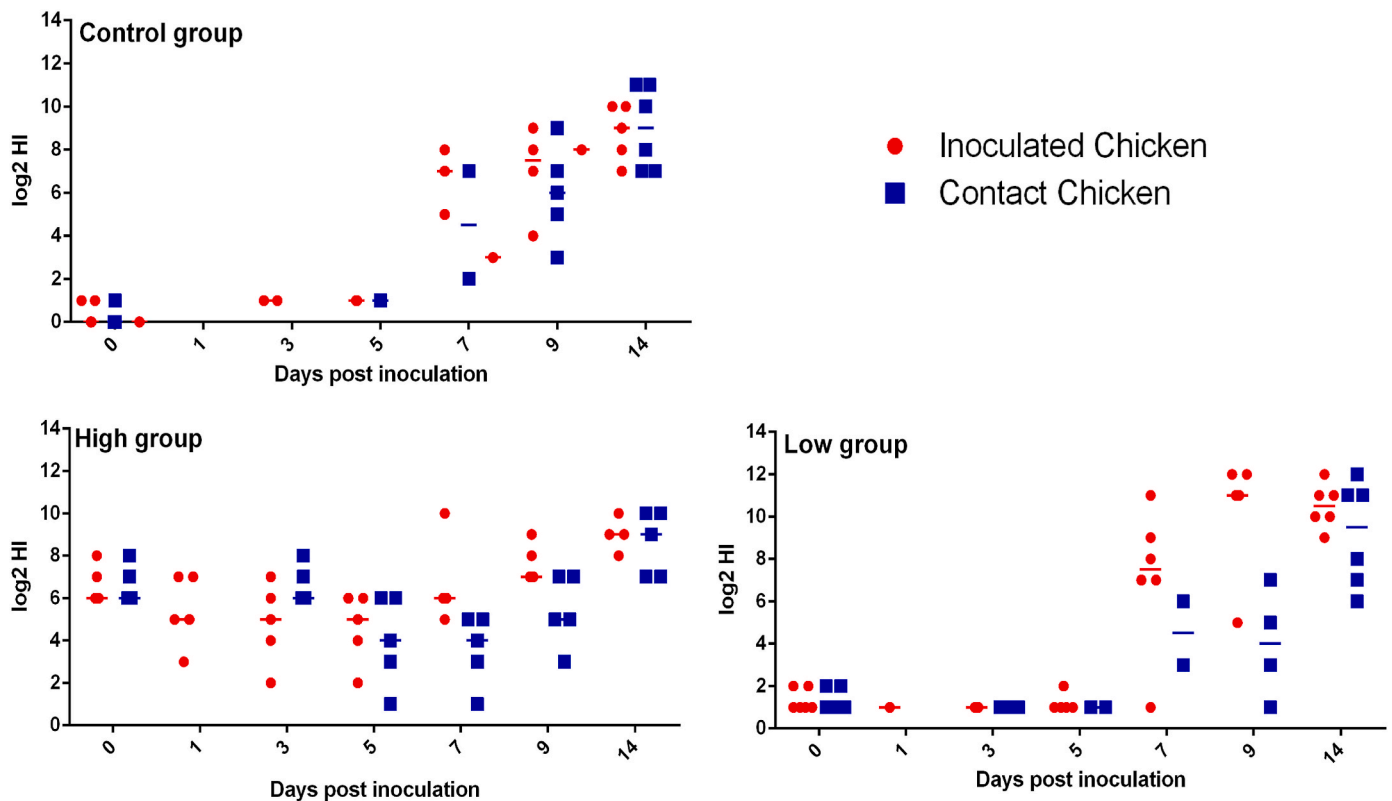 Control group
14
12
10
8
6
4
2
0
log2 HI
0 1 3 5 7 9 14
Days post inoculation
Inoculated Chicken
Contact Chicken
High group
14
12
10
8
6
4
2
0
log2 HI
0 1 3 5 7 9 14
Days post inoculation
Low group
14
12
10
8
6
4
2
0
log2 HI
0 1 3 5 7 9 14
Days post inoculation